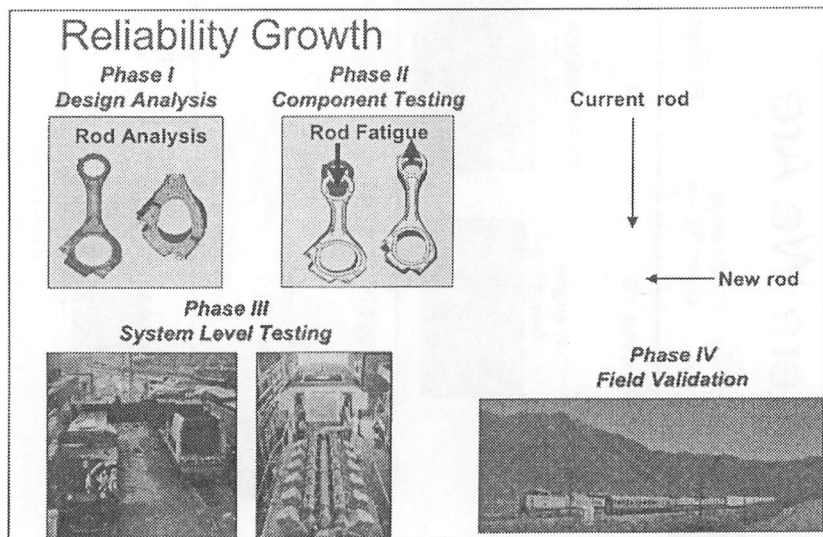 Reliability Growth
Phase I
Design Analysis
Rod Analysis
Phase II
Component Testing
Rod Fatigue
Current rod
New rod
Phase III
System Level Testing
Phase IV
Field Validation